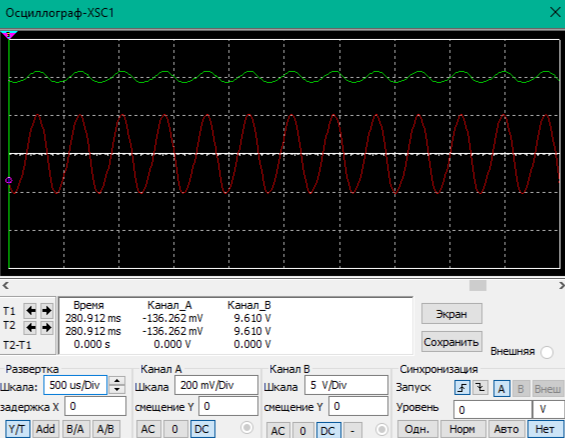 Осциллограф-XSC1
Время Канал_A Канал_B
T1 280.912 ms -136.262 mV 9.610 V
T2 280.912 ms -136.262 mV 9.610 V
T2-T1 0.000 s 0.000 V 0.000 V
Экран
Сохранить
Внешняя
Развертка Канал A Канал B Синхронизация
Шкала: 500 us/Div Шкала 200 mV/Div Шкала 5 V/Div Запуск A B Внеш
задержка X 0 смещение Y 0 смещение Y 0 Уровень 0 V
Y/T Add B/A A/B AC 0 DC AC 0 DC - Одн. Норм Авто Нет